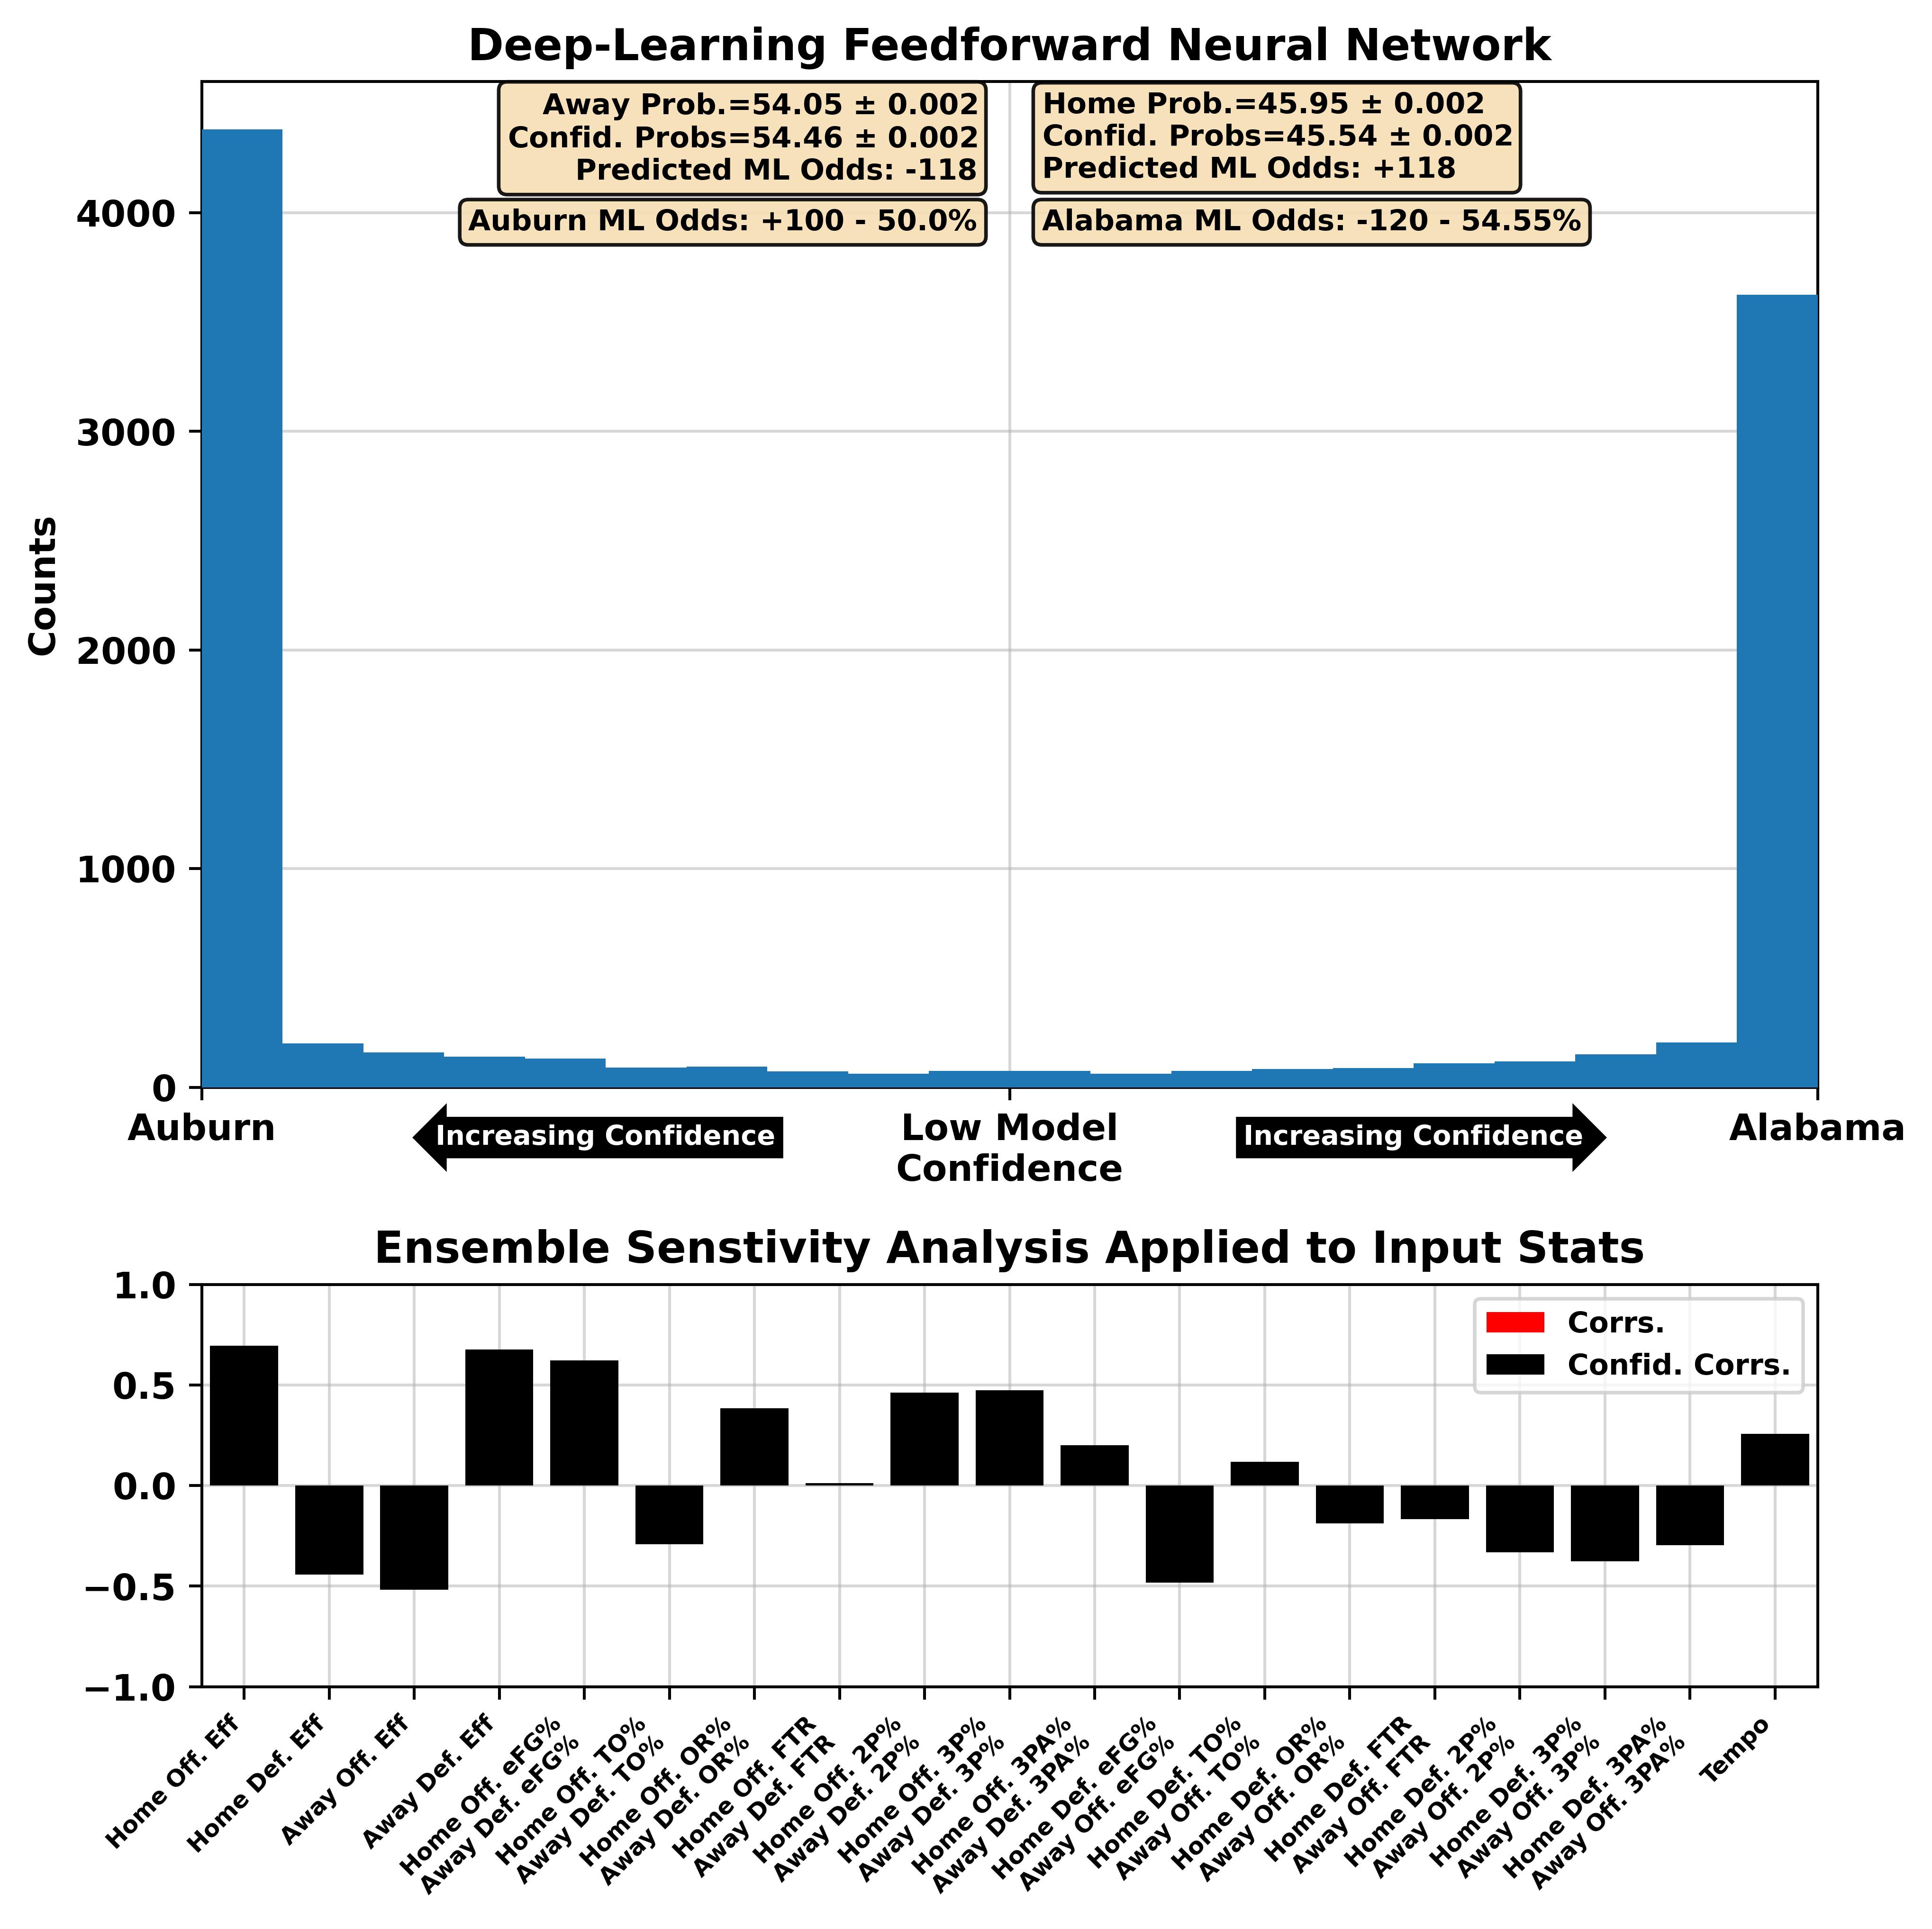 Deep-Learning Feedforward Neural Network
Away Prob.=54.05 ± 0.002
Confid. Probs=54.46 ± 0.002
Predicted ML Odds: -118
Home Prob.=45.95 ± 0.002
Confid. Probs=45.54 ± 0.002
Predicted ML Odds: +118
Auburn ML Odds: +100 - 50.0%
Alabama ML Odds: -120 - 54.55%
Counts
4000
3000
2000
1000
0
Auburn
Increasing Confidence
Low Model
Confidence
Increasing Confidence
Alabama
Ensemble Senstivity Analysis Applied to Input Stats
Corrs.
Confid. Corrs.
1.0
0.5
0.0
−0.5
−1.0
Home Off. Eff
Home Def. Eff
Away Off. Eff
Away Def. Eff
Home Off. eFG%
Away Def. eFG%
Home Off. TO%
Away Def. TO%
Home Off. OR%
Away Def. OR%
Home Off. FTR
Away Def. FTR
Home Off. 2P%
Away Def. 2P%
Home Off. 3P%
Away Def. 3P%
Home Off. 3PA%
Away Def. 3PA%
Home Def. eFG%
Away Off. eFG%
Home Def. TO%
Away Off. TO%
Home Def. OR%
Away Off. OR%
Home Def. FTR
Away Off. FTR
Home Def. 2P%
Away Off. 2P%
Home Def. 3P%
Away Off. 3P%
Home Def. 3PA%
Away Off. 3PA%
Tempo